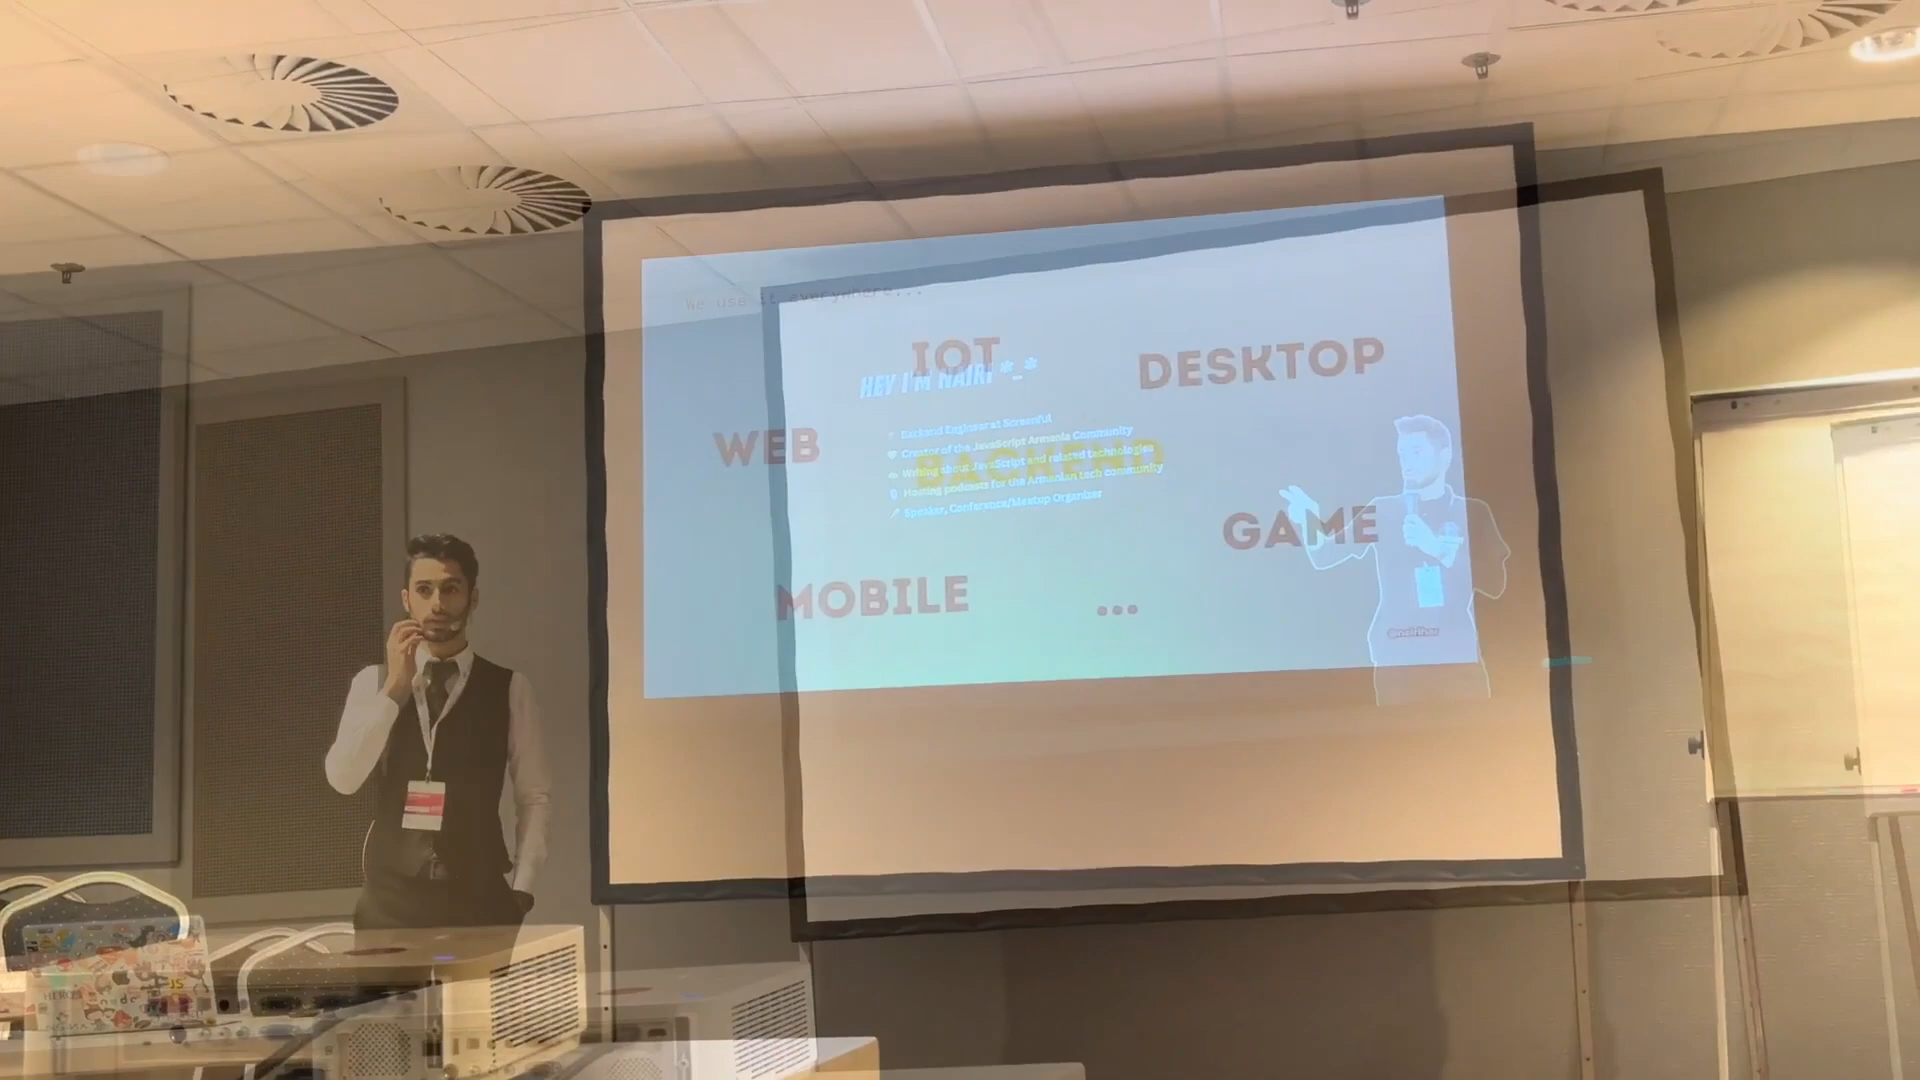 We use it everywhere...
IOT
DESKTOP
HEY I'M NAIRI *_*
WEB
Backend Engineer at Screenful
Creator of the JavaScript Armenia Community
BACKEND
Writing about JavaScript and related technologies
Hosting podcasts for the Armenian tech community
Speaker, Conference/Meetup Organizer
GAME
MOBILE
...
@nairihar
JS